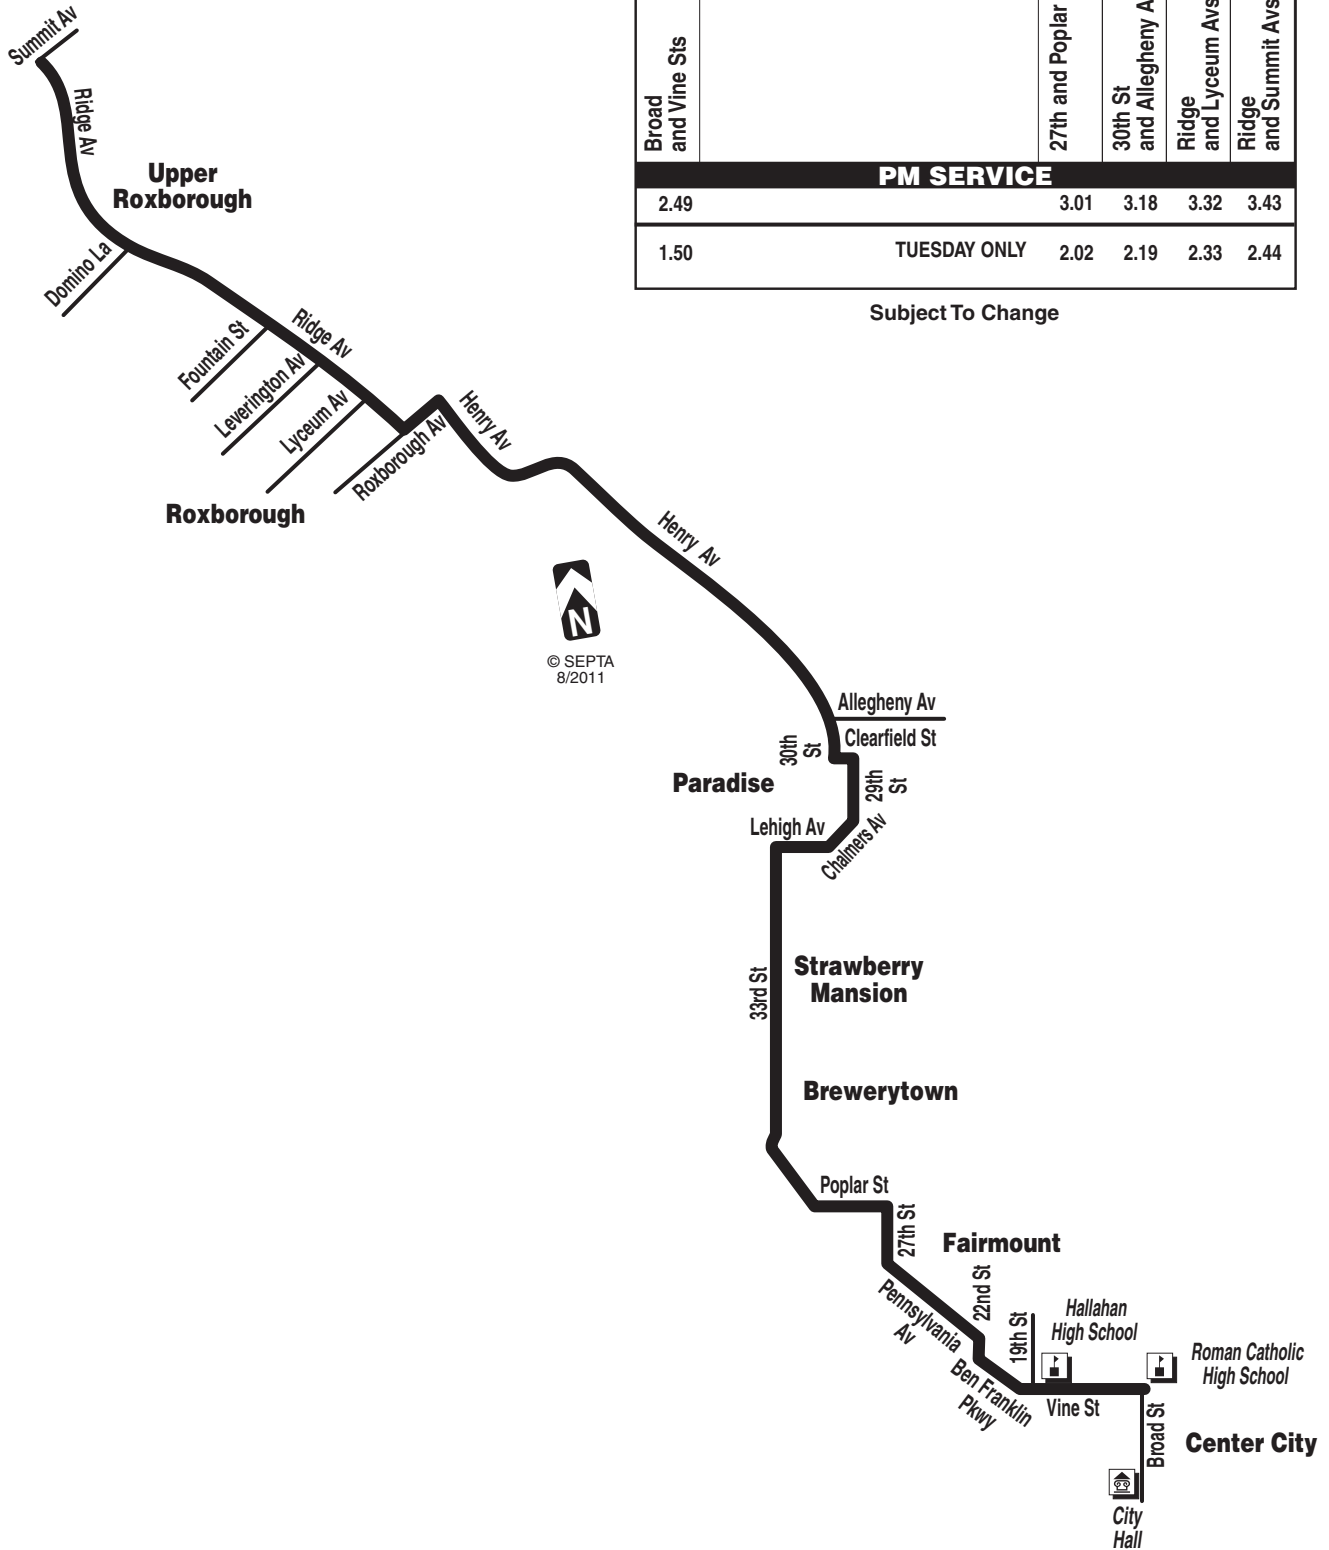 Broad
and Vine Sts
27th and Poplar
30th St
and Allegheny A
Ridge
and Lyceum Avs
Ridge
and Summit Avs
PM SERVICE
2.49 3.01 3.18 3.32 3.43
1.50 TUESDAY ONLY 2.02 2.19 2.33 2.44
Subject To Change
Summit Av
Ridge Av
Upper
Roxborough
Domino La
Fountain St
Ridge Av
Leverington Av
Lyceum Av
Roxborough Av
Henry Av
Roxborough
Henry Av
N
© SEPTA
8/2011
Allegheny Av
Clearfield St
30th
St
Paradise
29th
St
Lehigh Av
Chalmers Av
Strawberry
Mansion
33rd St
Brewerytown
Poplar St
27th St
Fairmount
22nd St
Pennsylvania
Av
19th St
Hallahan
High School
Roman Catholic
High School
Ben Franklin
Pkwy
Vine St
Broad St
Center City
City
Hall